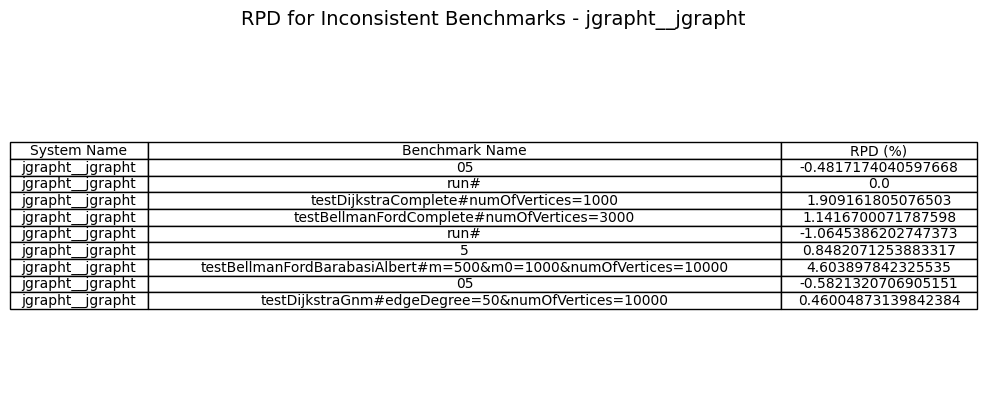 RPD for Inconsistent Benchmarks - jgrapht__jgrapht
System Name Benchmark Name RPD (%)
jgrapht__jgrapht 05 -0.4817174040597668
jgrapht__jgrapht run# 0.0
jgrapht__jgrapht testDijkstraComplete#numOfVertices=1000 1.909161805076503
jgrapht__jgrapht testBellmanFordComplete#numOfVertices=3000 1.1416700071787598
jgrapht__jgrapht run# -1.0645386202747373
jgrapht__jgrapht 5 0.8482071253883317
jgrapht__jgrapht testBellmanFordBarabasiAlbert#m=500&m0=1000&numOfVertices=10000 4.603897842325535
jgrapht__jgrapht 05 -0.5821320706905151
jgrapht__jgrapht testDijkstraGnm#edgeDegree=50&numOfVertices=10000 0.46004873139842384